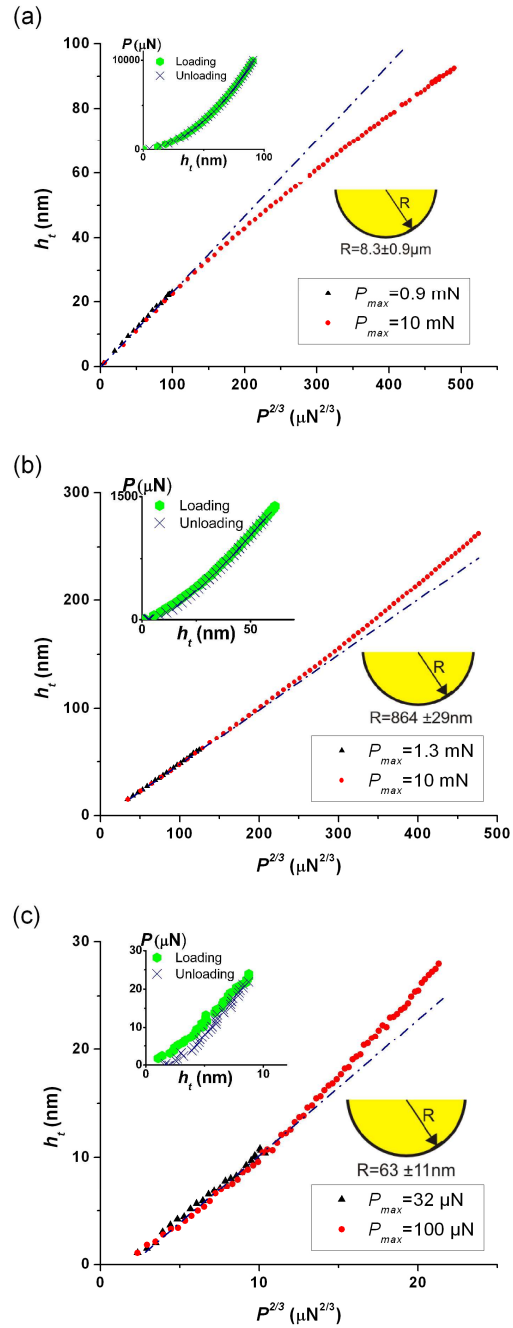 (a)
100
80
60
40
20
0
h_t (nm)
P (μN)
10000
0
0
100
h_t (nm)
Loading
Unloading
R
R=8.3±0.9μm
P_max=0.9 mN
P_max=10 mN
0 100 200 300 400 500
P^2/3 (μN^2/3)
(b)
300
200
100
0
h_t (nm)
P (μN)
1500
0
0
50
h_t (nm)
Loading
Unloading
R
R=864 ±29nm
P_max=1.3 mN
P_max=10 mN
0 100 200 300 400 500
P^2/3 (μN^2/3)
(c)
30
20
10
0
h_t (nm)
P (μN)
30
20
10
0
0
10
h_t (nm)
Loading
Unloading
R
R=63 ±11nm
P_max=32 μN
P_max=100 μN
0 10 20
P^2/3 (μN^2/3)